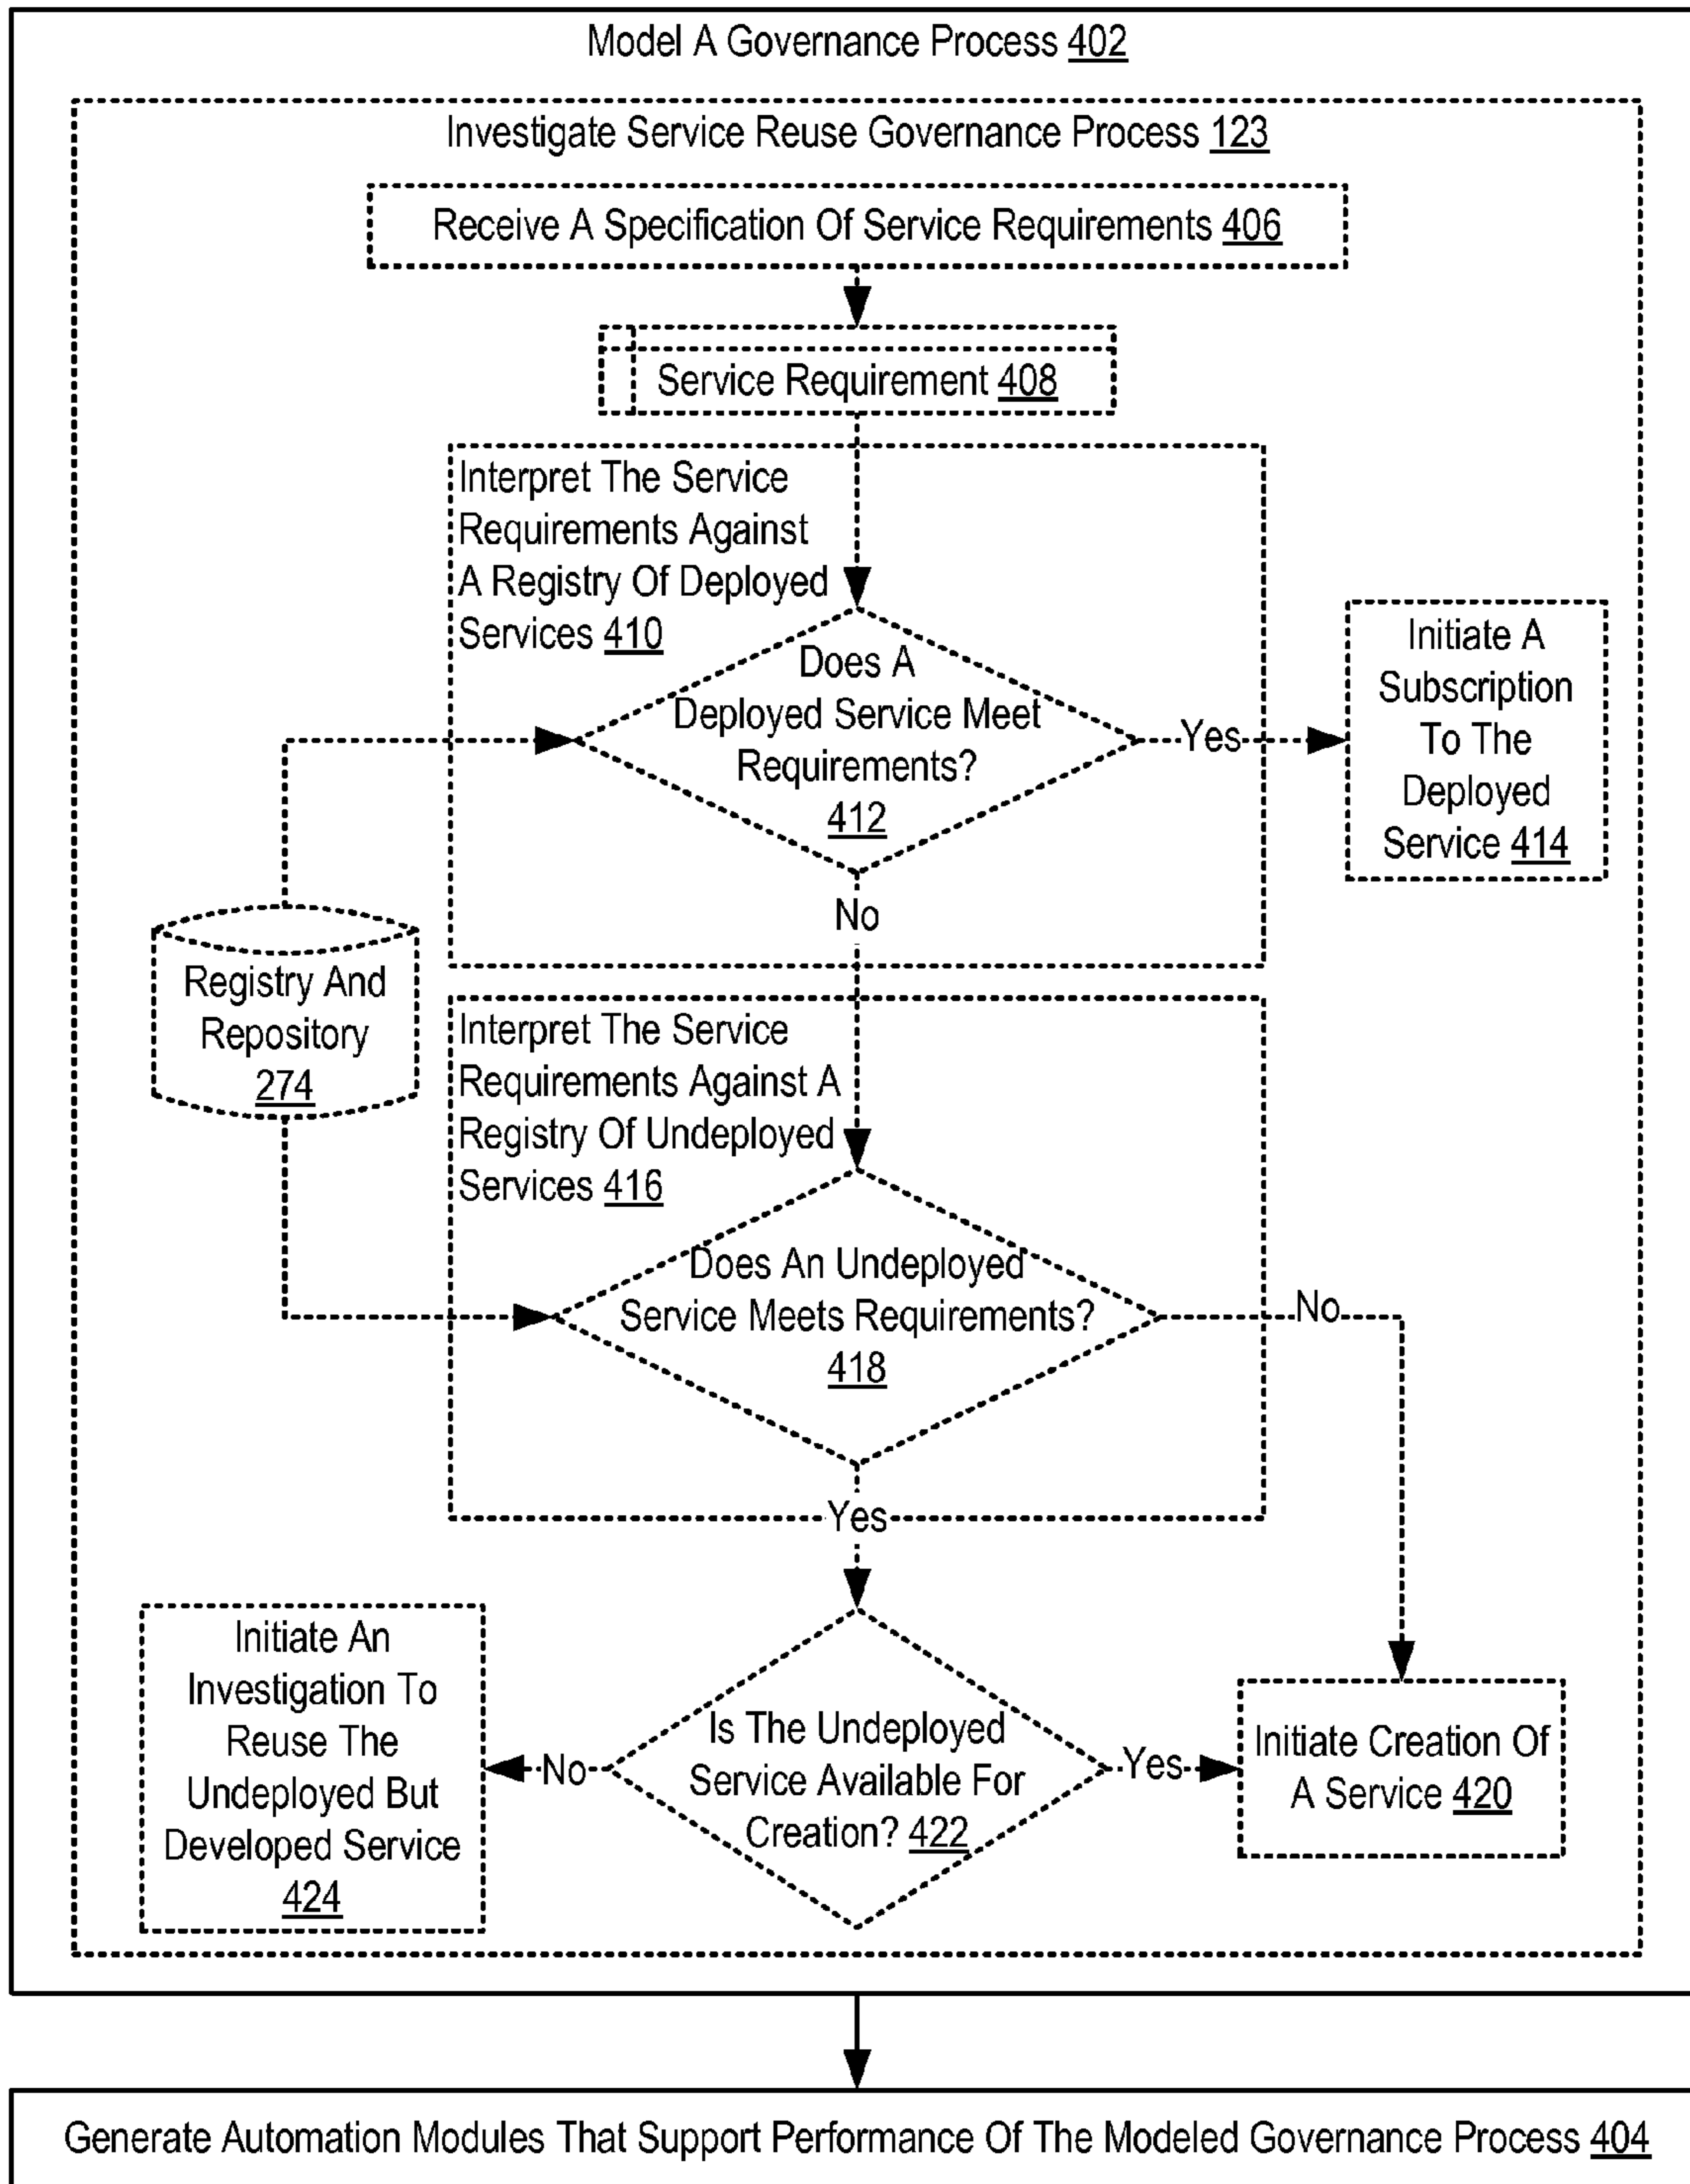 Model A Governance Process 402
Investigate Service Reuse Governance Process 123
Receive A Specification Of Service Requirements 406
Service Requirement 408
Interpret The Service
Requirements Against
A Registry Of Deployed
Services 410
Does A
Deployed Service Meet
Requirements?
412
Yes
Initiate A
Subscription
To The
Deployed
Service 414
No
Registry And
Repository
274
Interpret The Service
Requirements Against A
Registry Of Undeployed
Services 416
Does An Undeployed
Service Meets Requirements?
418
No
Yes
Initiate An
Investigation To
Reuse The
Undeployed But
Developed Service
424
No
Is The Undeployed
Service Available For
Creation? 422
Yes
Initiate Creation Of
A Service 420
Generate Automation Modules That Support Performance Of The Modeled Governance Process 404